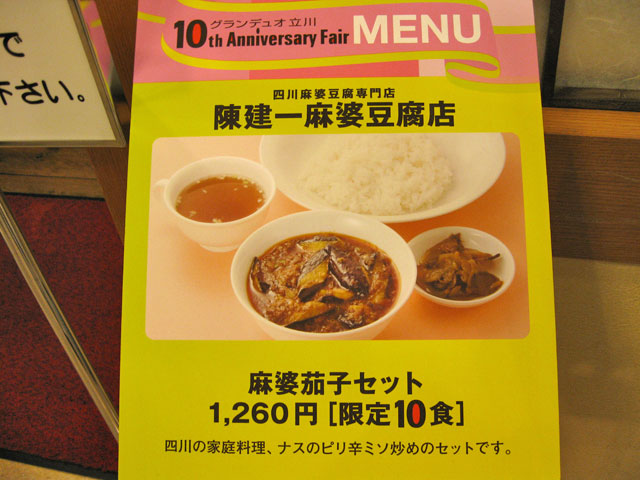 で
下さい。
グランデュオ立川
10th Anniversary Fair MENU
四川麻婆豆腐専門店
陳建一麻婆豆腐店
麻婆茄子セット
1,260円[限定10食]
四川の家庭料理、ナスのピリ辛ミソ炒めのセットです。